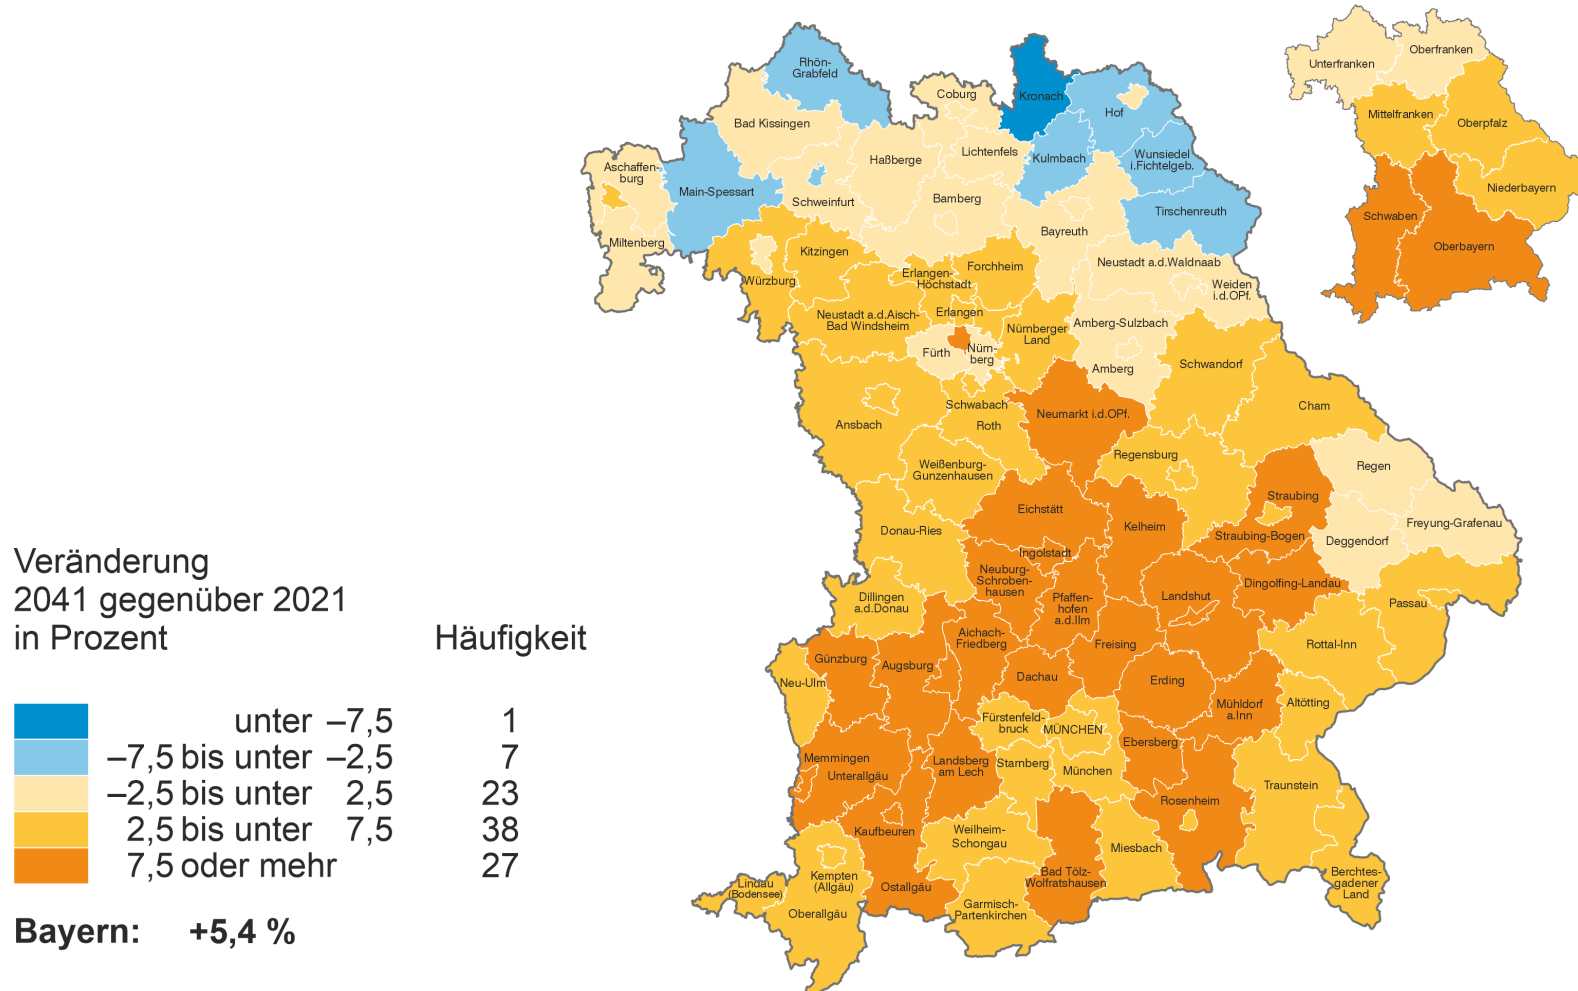 Veränderung
2041 gegenüber 2021
in Prozent
Häufigkeit
unter –7,5 1
–7,5 bis unter –2,5 7
–2,5 bis unter 2,5 23
2,5 bis unter 7,5 38
7,5 oder mehr 27
Bayern: +5,4 %
Rhön-
Grabfeld
Coburg
Kronach
Hof
Bad Kissingen
Lichtenfels
Kulmbach
Wunsiedel
i.Fichtelgeb.
Haßberge
Aschaffen-
burg
Main-Spessart
Schweinfurt
Bamberg
Tirschenreuth
Bayreuth
Miltenberg
Kitzingen
Würzburg
Erlangen-
Höchstadt
Forchheim
Neustadt a.d.Waldnaab
Weiden
i.d.OPf.
Neustadt a.d.Aisch-
Bad Windsheim
Erlangen
Nürnberger
Land
Amberg-Sulzbach
Fürth
Nürn-
berg
Amberg
Schwandorf
Schwabach
Neumarkt i.d.OPf.
Cham
Ansbach
Roth
Regensburg
Weißenburg-
Gunzenhausen
Regen
Straubing
Eichstätt
Kelheim
Freyung-Grafenau
Donau-Ries
Straubing-Bogen
Deggendorf
Ingolstadt
Neuburg-
Schroben-
hausen
Dingolfing-Landau
Dillingen
a.d.Donau
Pfaffen-
hofen
a.d.Ilm
Landshut
Passau
Aichach-
Friedberg
Freising
Rottal-Inn
Günzburg
Augsburg
Dachau
Erding
Neu-Ulm
Mühldorf
a.Inn
Altötting
Fürstenfeld-
bruck
MÜNCHEN
Ebersberg
Memmingen
Unterallgäu
Landsberg
am Lech
Starnberg
München
Traunstein
Rosenheim
Kaufbeuren
Weilheim-
Schongau
Miesbach
Kempten
(Allgäu)
Bad Tölz-
Wolfratshausen
Berchtes-
gadener
Land
Lindau
(Bodensee)
Ostallgäu
Oberallgäu
Garmisch-
Partenkirchen
Unterfranken
Oberfranken
Mittelfranken
Oberpfalz
Niederbayern
Schwaben
Oberbayern